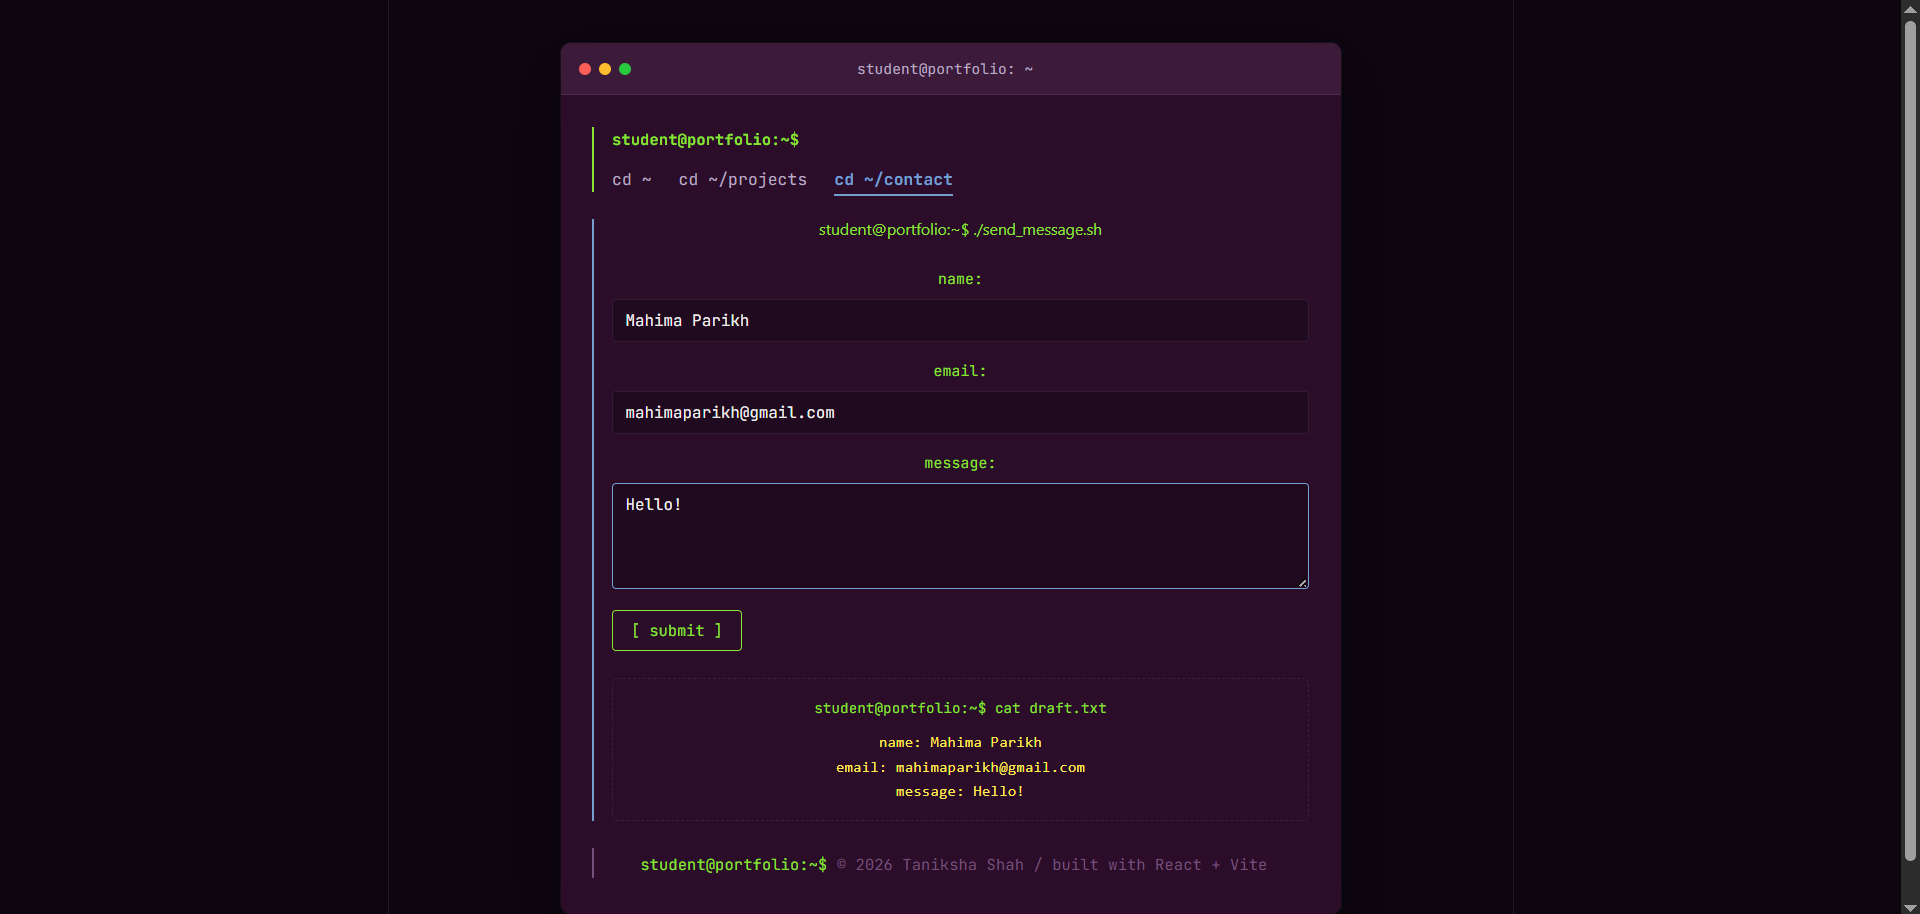 student@portfolio: ~
student@portfolio:~$
cd ~ cd ~/projects cd ~/contact
student@portfolio:~$ ./send_message.sh
name:
Mahima Parikh
email:
mahimaparikh@gmail.com
message:
Hello!
[ submit ]
student@portfolio:~$ cat draft.txt
name: Mahima Parikh
email: mahimaparikh@gmail.com
message: Hello!
student@portfolio:~$ © 2026 Taniksha Shah / built with React + Vite